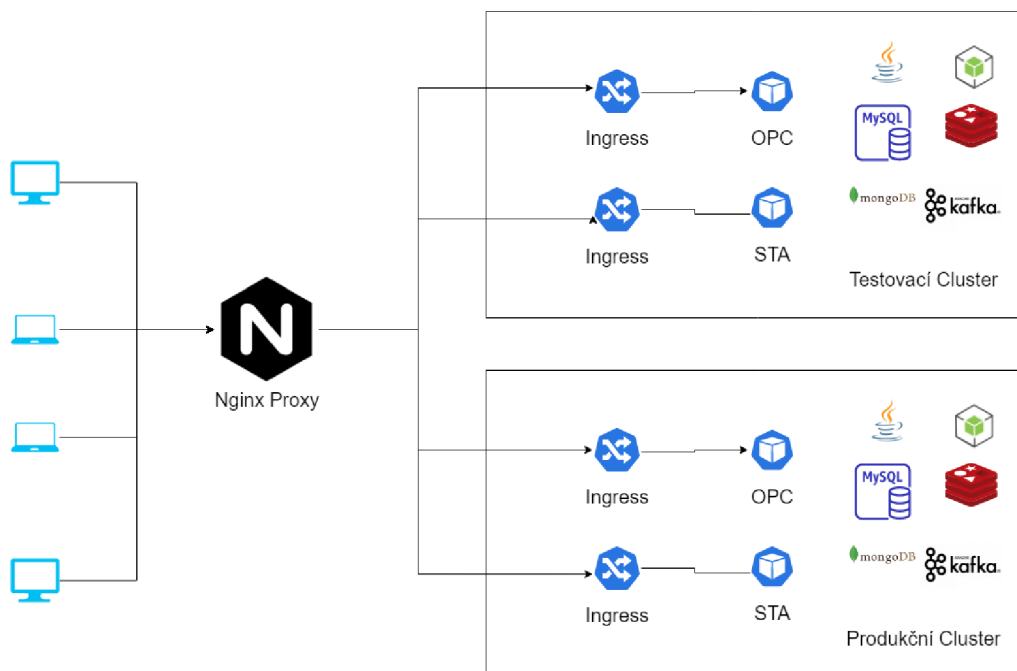 Ingress
OPC
MySQL
Ingress
STA
mongoDB
kafka
Testovací Cluster
N
Nginx Proxy
Ingress
OPC
MySQL
Ingress
STA
mongoDB
kafka
Produkční Cluster